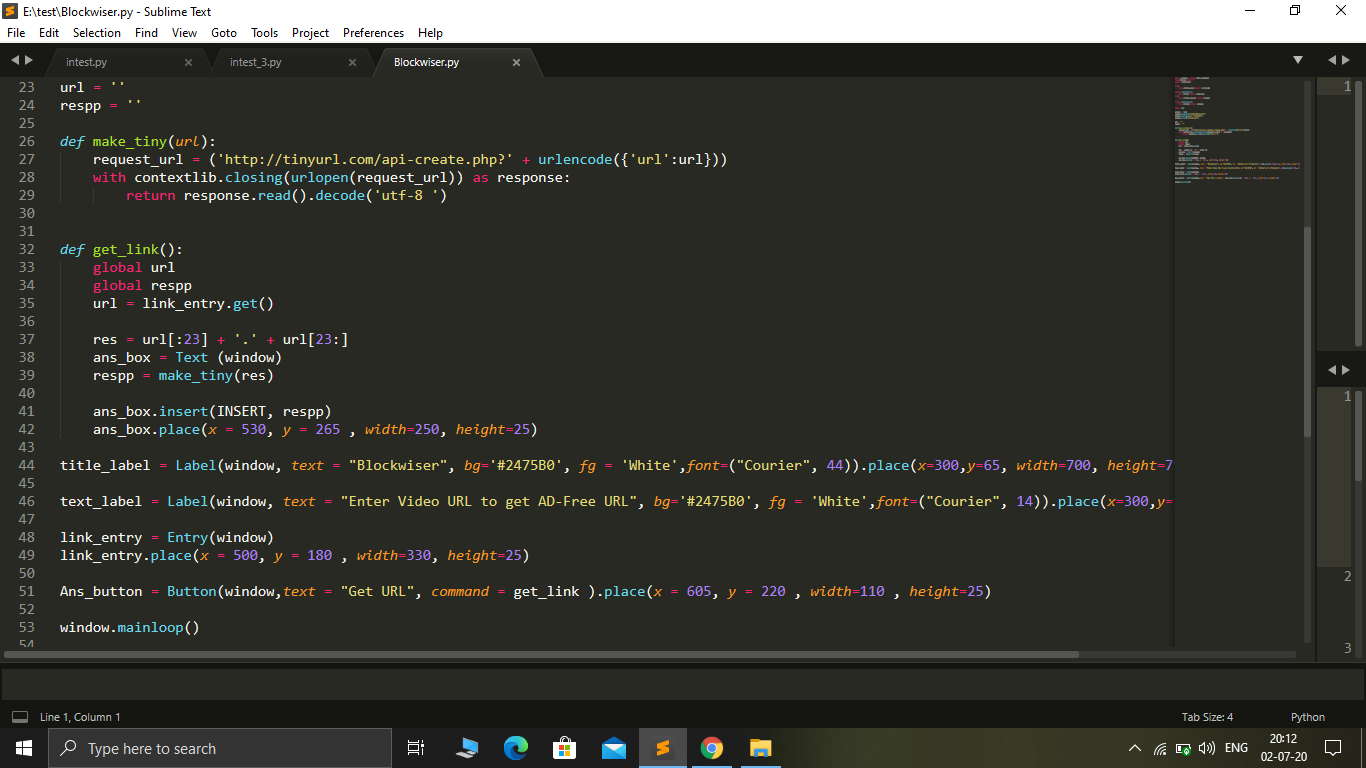 E:\test\Blockwiser.py - Sublime Text
File Edit Selection Find View Goto Tools Project Preferences Help
intest.py intest_3.py Blockwiser.py
23 url = ''
24 respp = ''
25
26 def make_tiny(url):
27 request_url = ('http://tinyurl.com/api-create.php?' + urlencode({'url':url}))
28 with contextlib.closing(urlopen(request_url)) as response:
29 return response.read().decode('utf-8 ')
30
31
32 def get_link():
33 global url
34 global respp
35 url = link_entry.get()
36
37 res = url[:23] + '.' + url[23:]
38 ans_box = Text (window)
39 respp = make_tiny(res)
40
41 ans_box.insert(INSERT, respp)
42 ans_box.place(x = 530, y = 265 , width=250, height=25)
43
44 title_label = Label(window, text = "Blockwiser", bg='#2475B0', fg = 'White',font=("Courier", 44)).place(x=300,y=65, width=700, height=7
45
46 text_label = Label(window, text = "Enter Video URL to get AD-Free URL", bg='#2475B0', fg = 'White',font=("Courier", 14)).place(x=300,y=
47
48 link_entry = Entry(window)
49 link_entry.place(x = 500, y = 180 , width=330, height=25)
50
51 Ans_button = Button(window,text = "Get URL", command = get_link ).place(x = 605, y = 220 , width=110 , height=25)
52
53 window.mainloop()
54
1
1
2
3
Line 1, Column 1 Tab Size: 4 Python
Type here to search
ENG
20:12
02-07-20